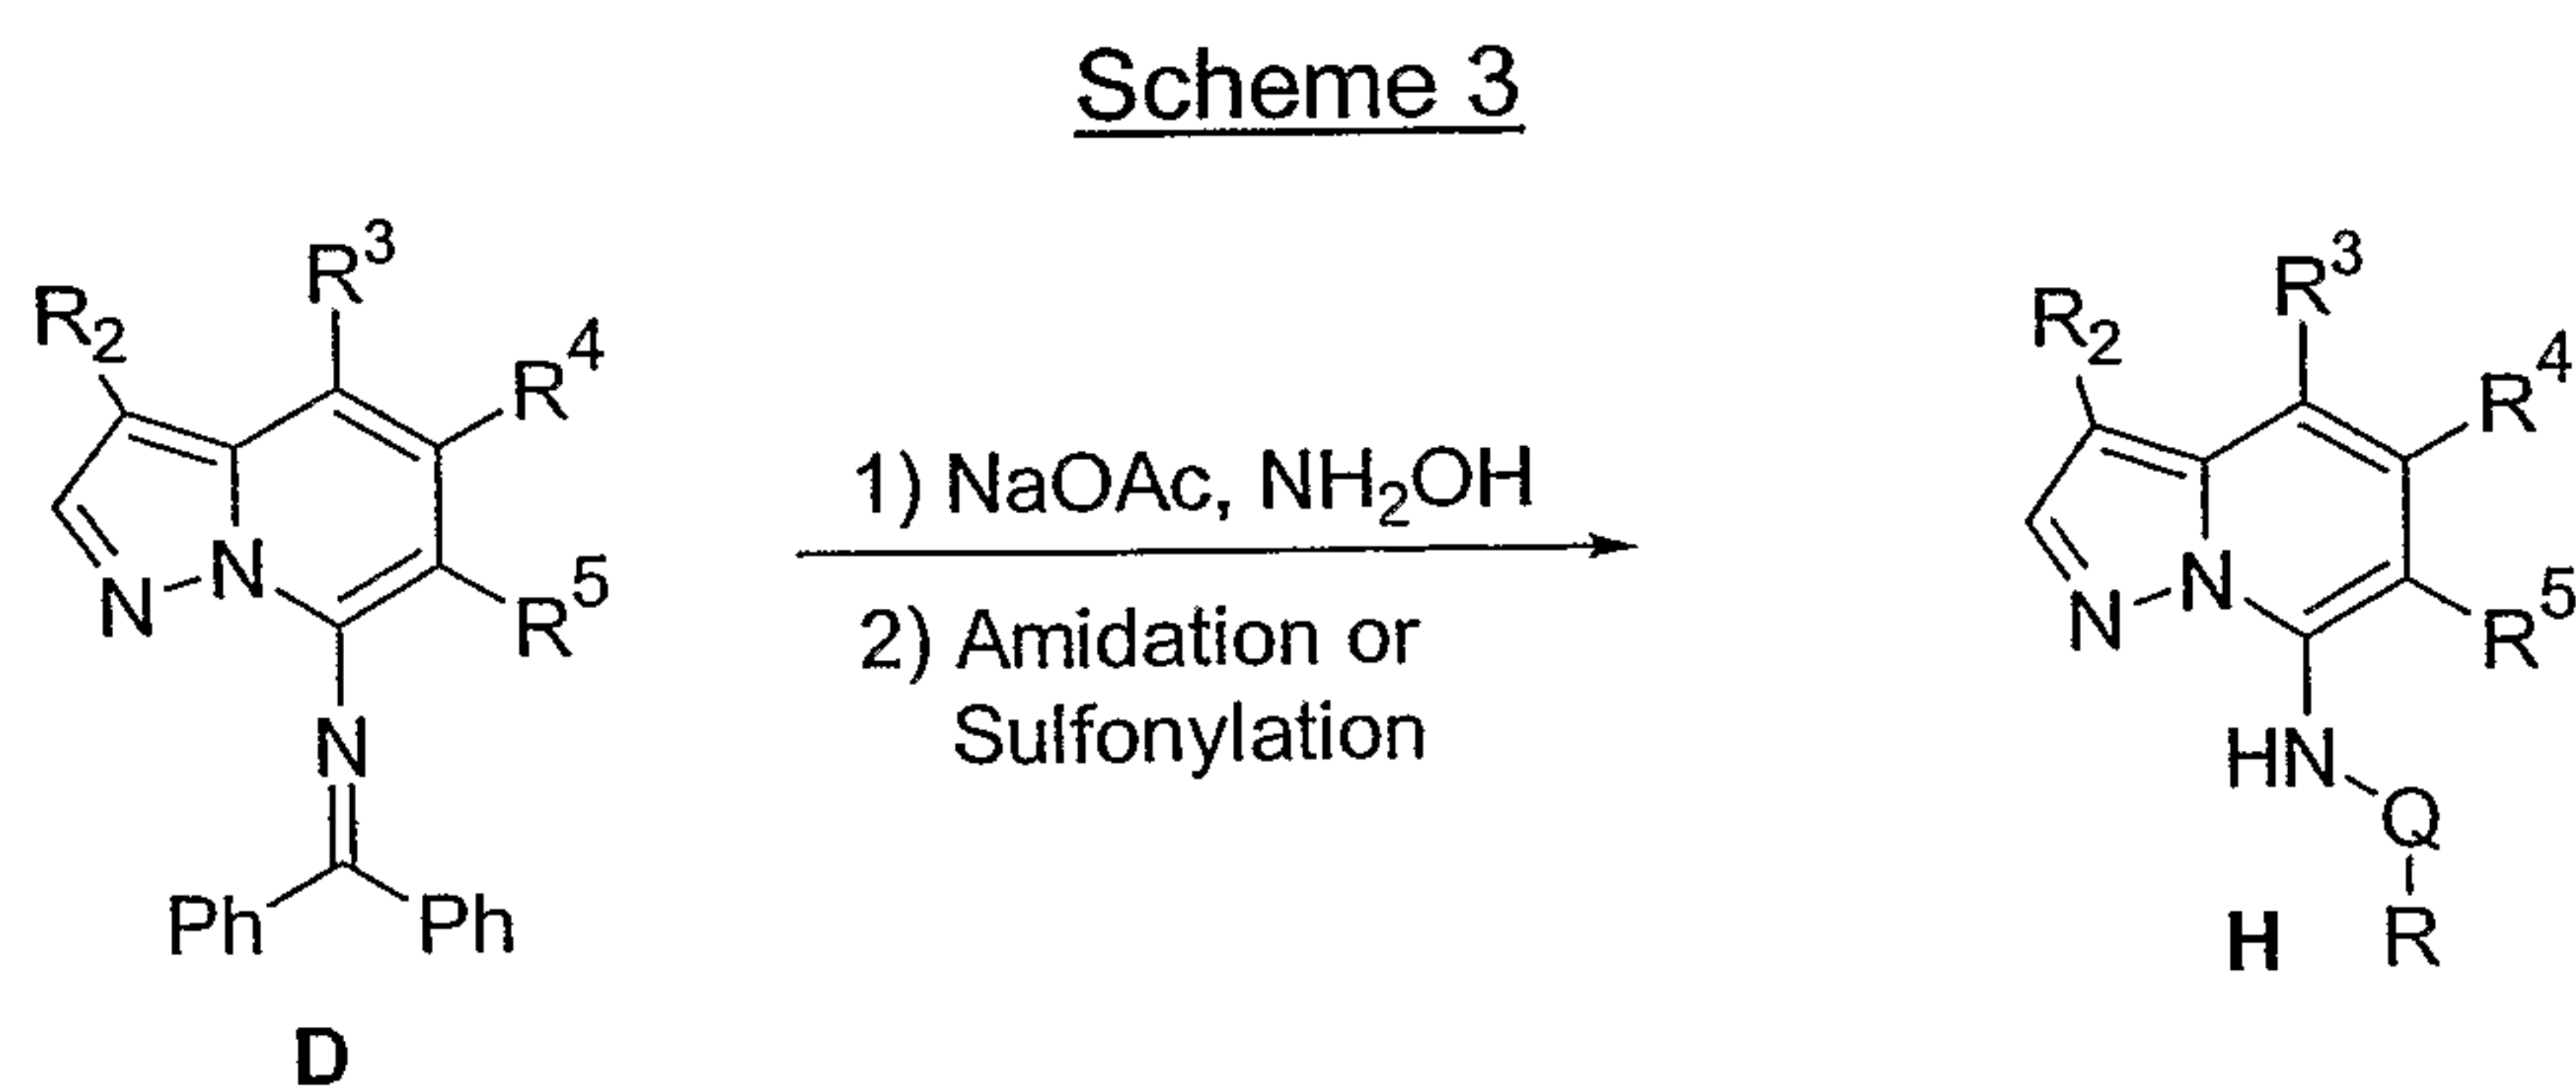 Scheme 3
R2 R³ R⁴ R⁵ N N N Ph Ph D
1) NaOAc, NH₂OH
2) Amidation or
Sulfonylation
R2 R³ R⁴ R⁵ N N HN Q R H